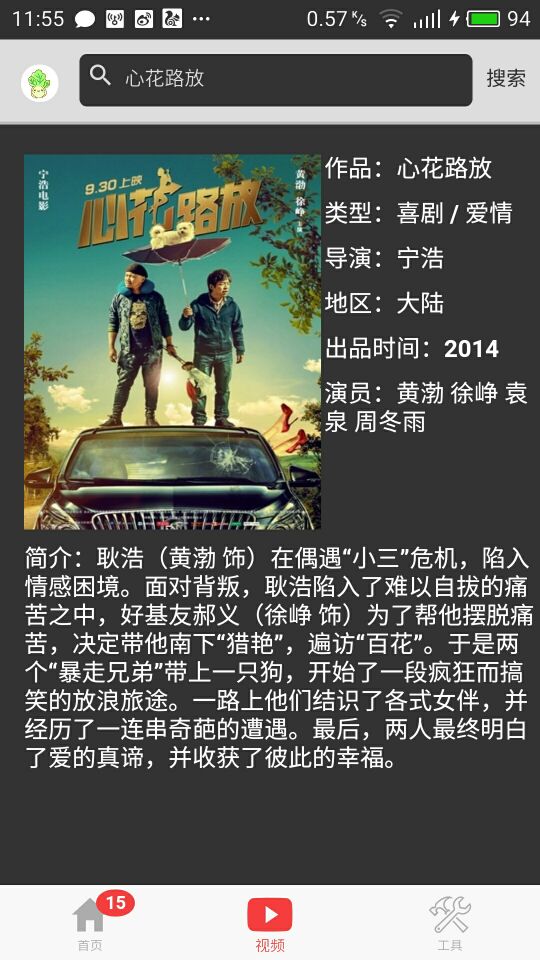 11:55
0.57 K/s
94
心花路放
搜索
宁浩电影
9.30 上映
黄渤 徐峥
心花路放
作品：心花路放
类型：喜剧 / 爱情
导演：宁浩
地区：大陆
出品时间：2014
演员：黄渤 徐峥 袁
泉 周冬雨
简介：耿浩（黄渤 饰）在偶遇“小三”危机，陷入
情感困境。面对背叛，耿浩陷入了难以自拔的痛
苦之中，好基友郝义（徐峥 饰）为了帮他摆脱痛
苦，决定带他南下“猎艳”，遍访“百花”。于是两
个“暴走兄弟”带上一只狗，开始了一段疯狂而搞
笑的放浪旅途。一路上他们结识了各式女伴，并
经历了一连串奇葩的遭遇。最后，两人最终明白
了爱的真谛，并收获了彼此的幸福。
15
首页
视频
工具